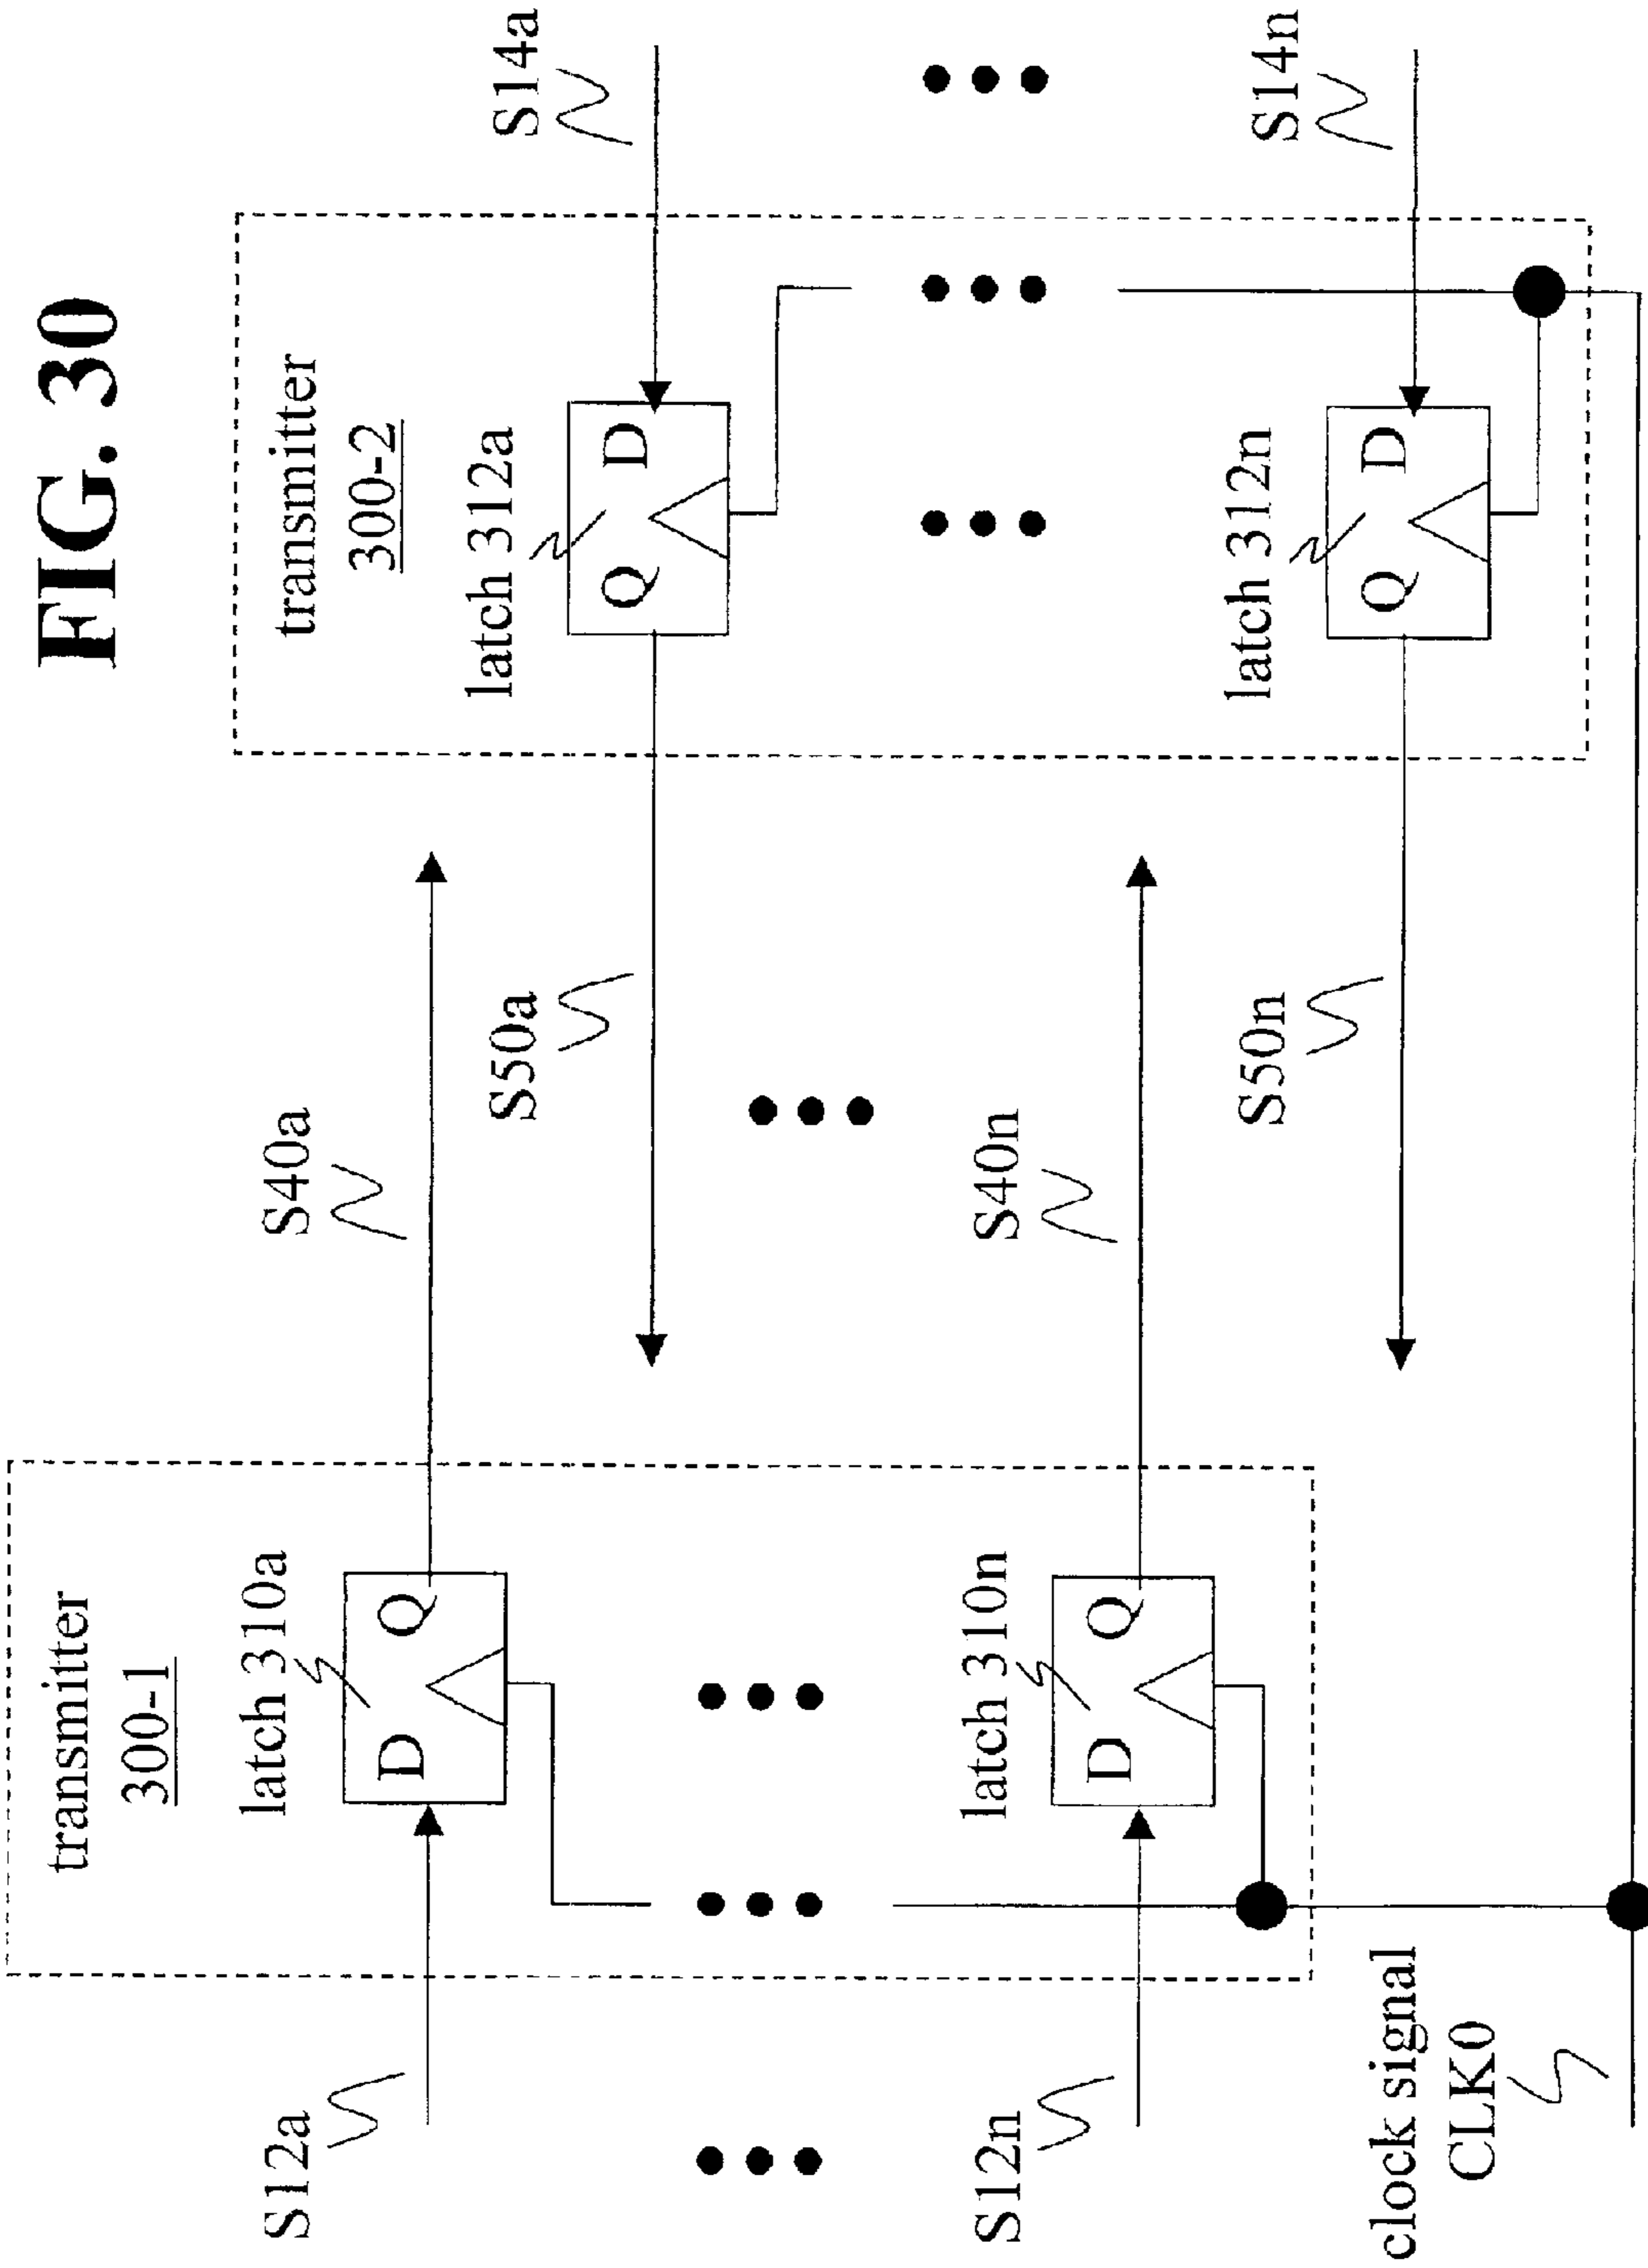 FIG. 30
transmitter
300-1
latch 310a
D Q
S12a
S40a
transmitter
300-2
latch 312a
Q D
S14a
S50a
latch 310n
D Q
S12n
S40n
latch 312n
Q D
S14n
S50n
clock signal
CLK0